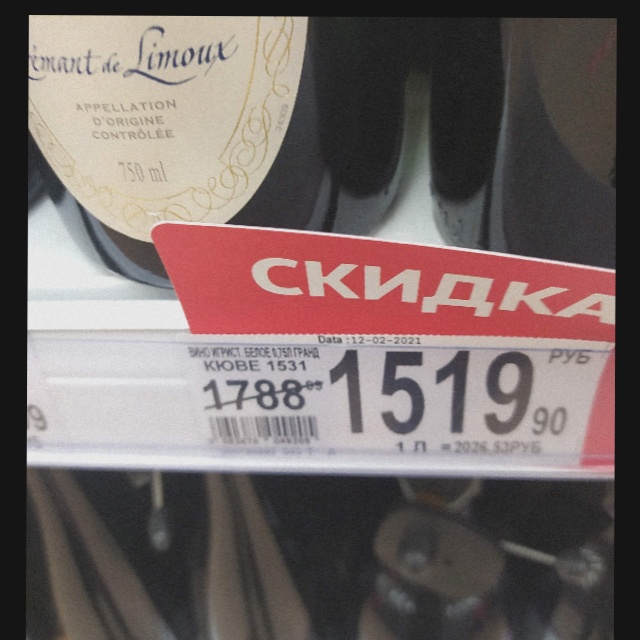 Crémant de Limoux
APPELLATION
D'ORIGINE
CONTRÔLÉE
750 ml
СКИДКА
Data :12-02-2021
ВИНО ИГРИСТ. БЕЛОЕ 0,75Л ГРАНД
КЮВЕ 1531
1788
1519 90 РУБ
1 Л =2026.53РУБ